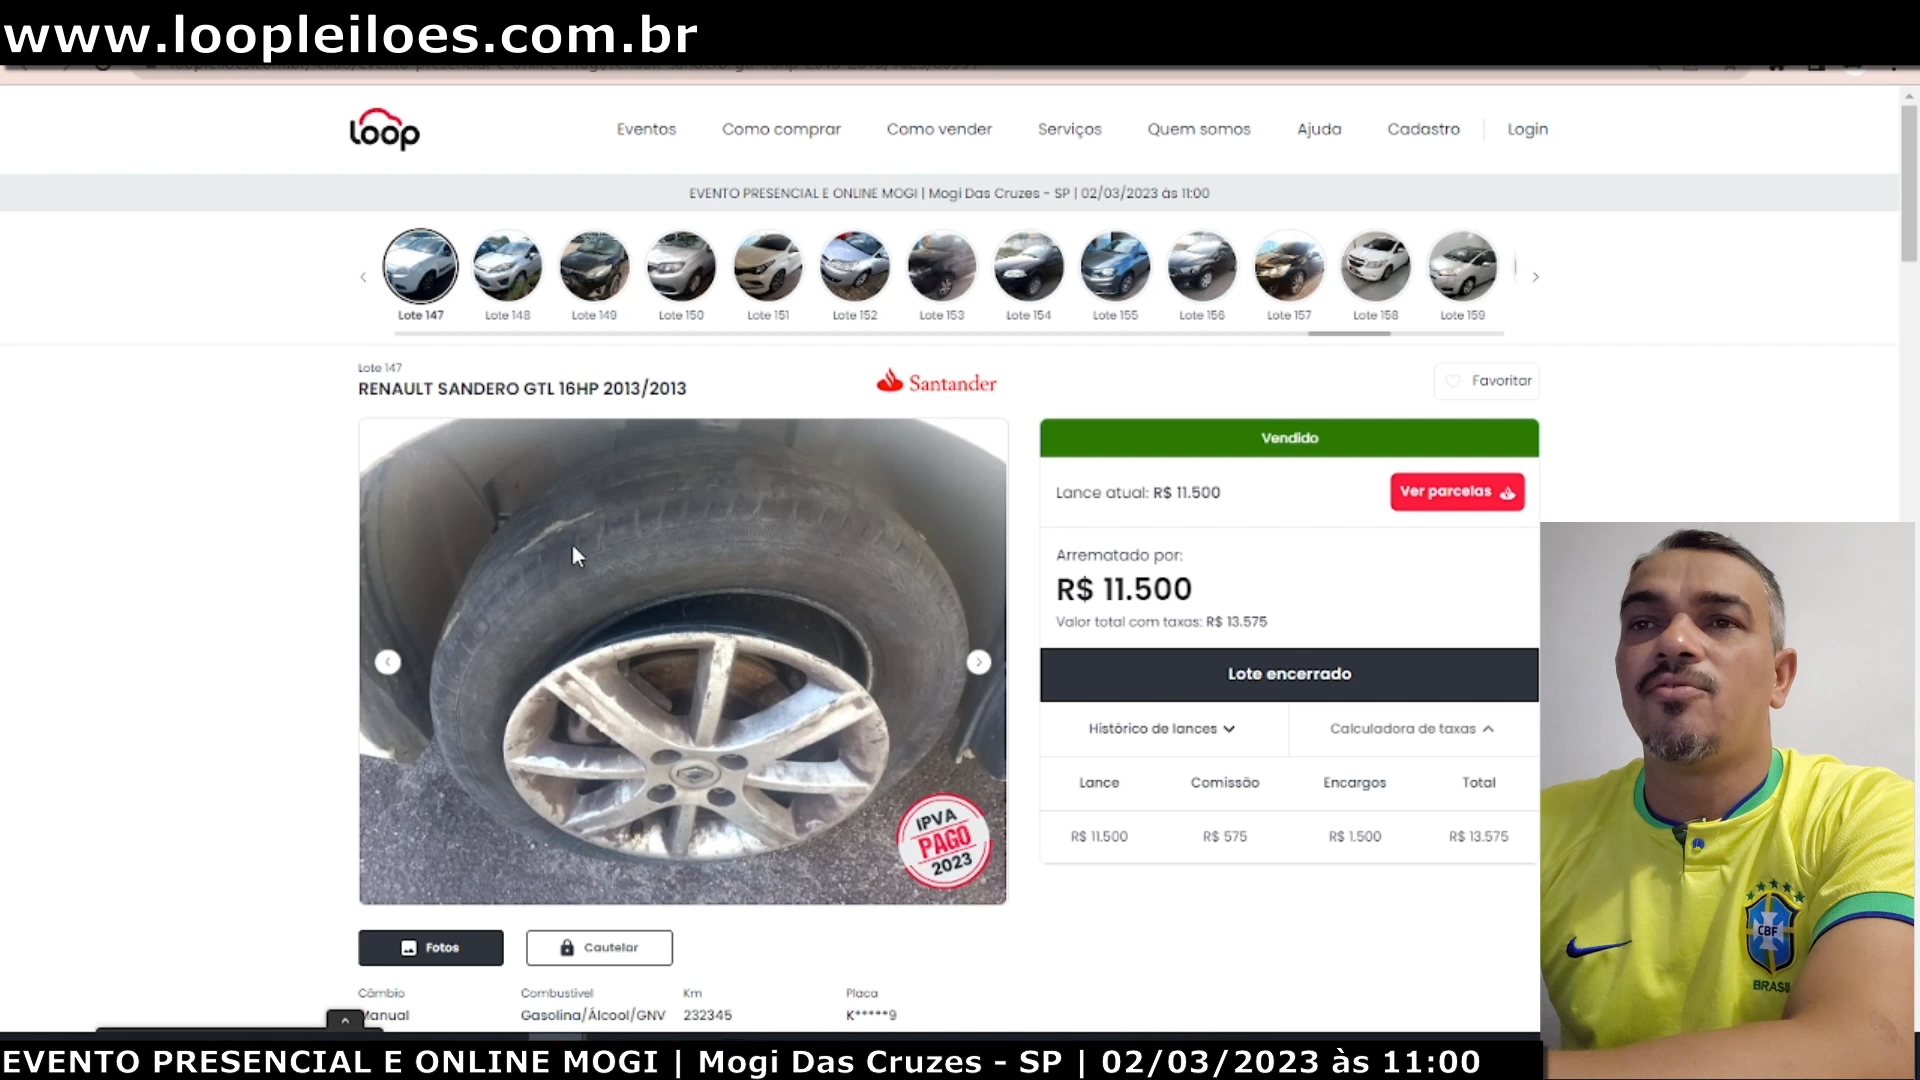 www.loopleiloes.com.br
loop
Eventos Como comprar Como vender Serviços Quem somos Ajuda Cadastro Login
EVENTO PRESENCIAL E ONLINE MOGI | Mogi Das Cruzes - SP | 02/03/2023 às 11:00
Lote 147 Lote 148 Lote 149 Lote 150 Lote 151 Lote 152 Lote 153 Lote 154 Lote 155 Lote 156 Lote 157 Lote 158 Lote 159
Lote 147
RENAULT SANDERO GTL 16HP 2013/2013
Santander
Favoritar
Vendido
Lance atual: R$ 11.500
Ver parcelas
Arrematado por:
R$ 11.500
Valor total com taxas: R$ 13.575
Lote encerrado
Histórico de lances Calculadora de taxas
Lance Comissão Encargos Total
R$ 11.500 R$ 575 R$ 1.500 R$ 13.575
IPVA
PAGO
2023
Fotos Cautelar
Câmbio Combustível Km Placa
Manual Gasolina/Álcool/GNV 232345 K*****9
CBF
BRASIL
EVENTO PRESENCIAL E ONLINE MOGI | Mogi Das Cruzes - SP | 02/03/2023 às 11:00